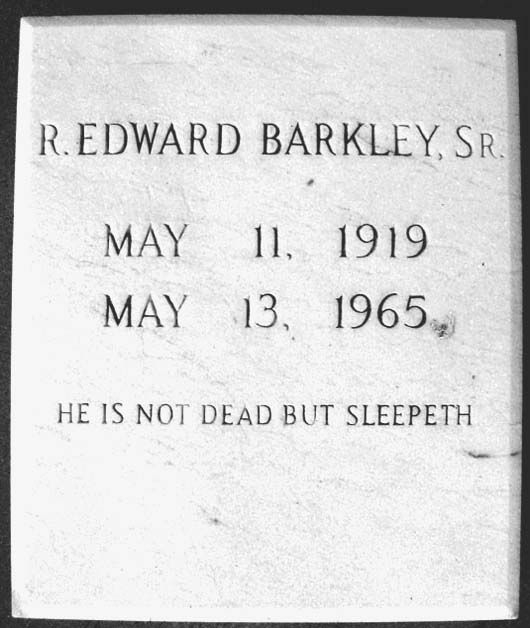 R. EDWARD BARKLEY, SR.
MAY 11, 1919
MAY 13, 1965
HE IS NOT DEAD BUT SLEEPETH